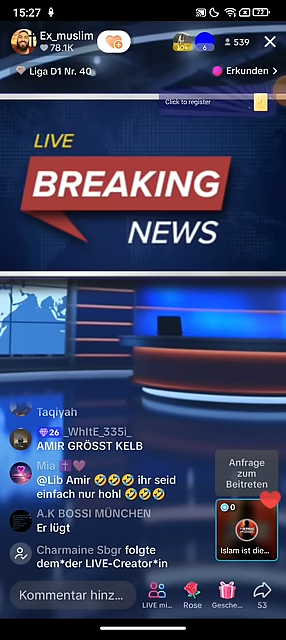 15:27
72
Ex_muslim
78.1K
10+
6
539
Liga D1 Nr. 40
Erkunden >
Click to register
LIVE
BREAKING
NEWS
Taqiyah
26 _WhItE_335i_
AMIR GRÖSST KELB
Mia
@Lib Amir 🤣🤣🤣 ihr seid
einfach nur hohl 🤣🤣🤣
A.K BOSSI MÜNCHEN
Er lügt
Charmaine Sbgr folgte
dem*der LIVE-Creator*in
Anfrage
zum
Beitreten
0
Islam ist die...
Kommentar hinz...
LIVE mi...
Rose
Gesche...
53